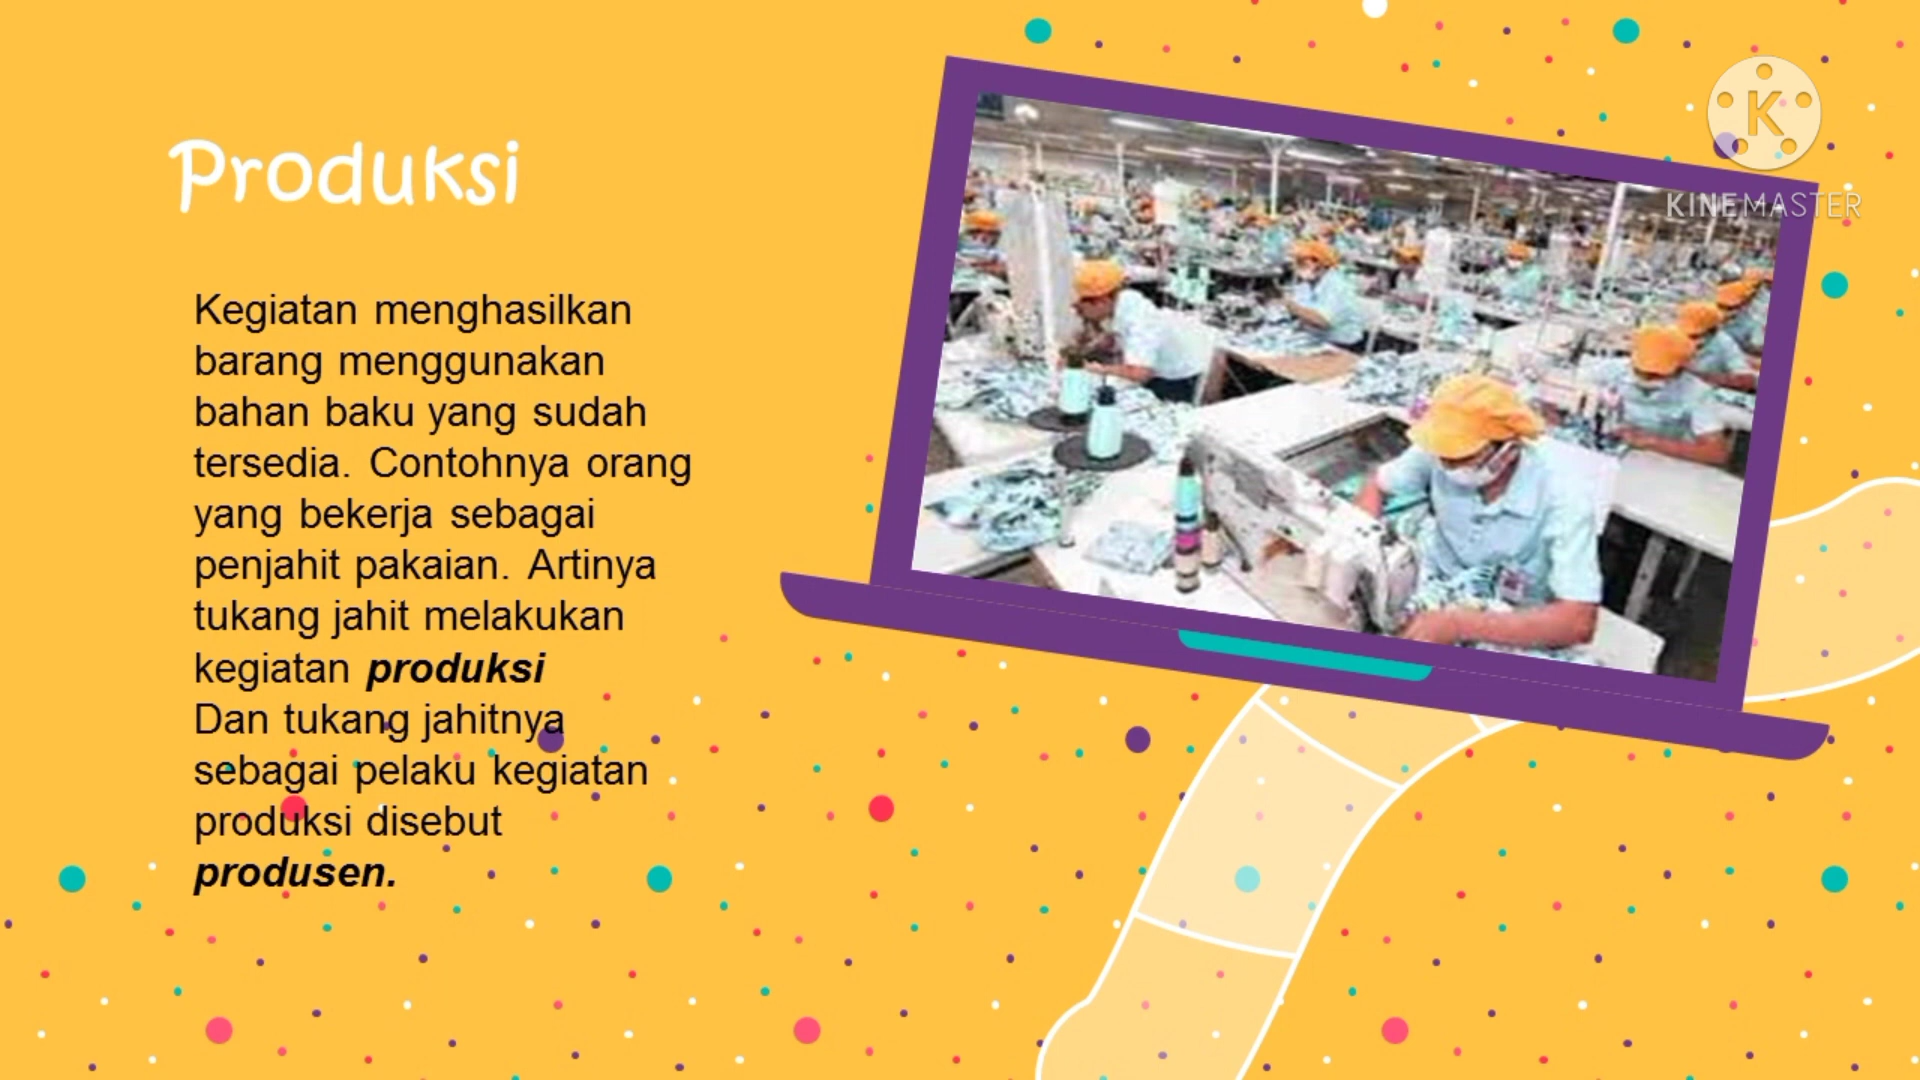 Produksi
Kegiatan menghasilkan
barang menggunakan
bahan baku yang sudah
tersedia. Contohnya orang
yang bekerja sebagai
penjahit pakaian. Artinya
tukang jahit melakukan
kegiatan produksi
Dan tukang jahitnya
sebagai pelaku kegiatan
produksi disebut
produsen.
K
KINEMASTER